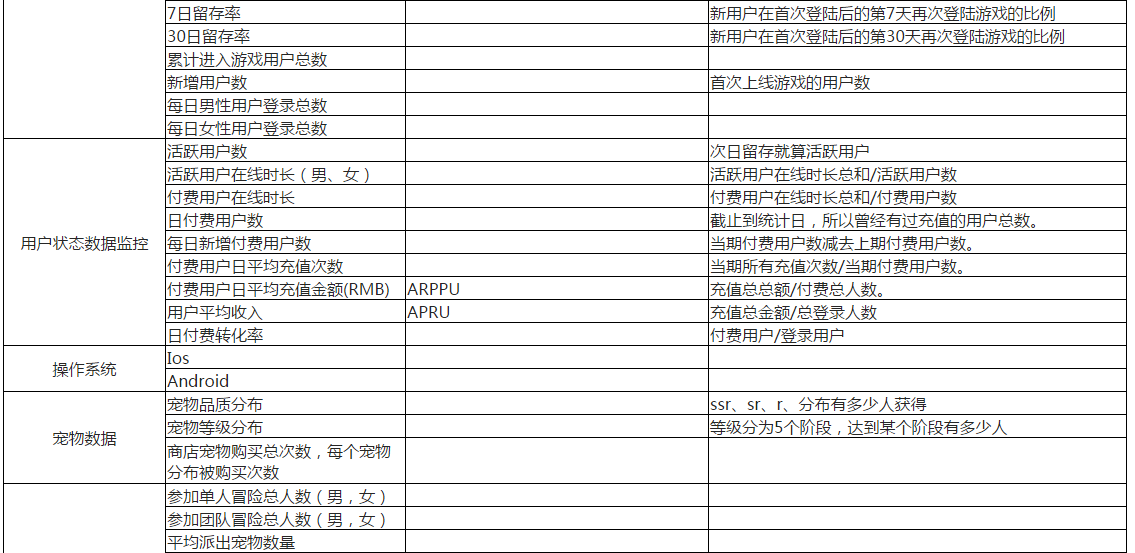 7日留存率 新用户在首次登陆后的第7天再次登陆游戏的比例
30日留存率 新用户在首次登陆后的第30天再次登陆游戏的比例
累计进入游戏用户总数
新增用户数 首次上线游戏的用户数
每日男性用户登录总数
每日女性用户登录总数
用户状态数据监控
活跃用户数 次日留存就算活跃用户
活跃用户在线时长（男、女） 活跃用户在线时长总和/活跃用户数
付费用户在线时长 付费用户在线时长总和/付费用户数
日付费用户数 截止到统计日，所以曾经有过充值的用户总数。
每日新增付费用户数 当期付费用户数减去上期付费用户数。
付费用户日平均充值次数 当期所有充值次数/当期付费用户数。
付费用户日平均充值金额(RMB) ARPPU 充值总总额/付费总人数。
用户平均收入 APRU 充值总金额/总登录人数
日付费转化率 付费用户/登录用户
操作系统
Ios
Android
宠物数据
宠物品质分布 ssr、sr、r、分布有多少人获得
宠物等级分布 等级分为5个阶段，达到某个阶段有多少人
商店宠物购买总次数，每个宠物
分布被购买次数
参加单人冒险总人数（男，女）
参加团队冒险总人数（男，女）
平均派出宠物数量